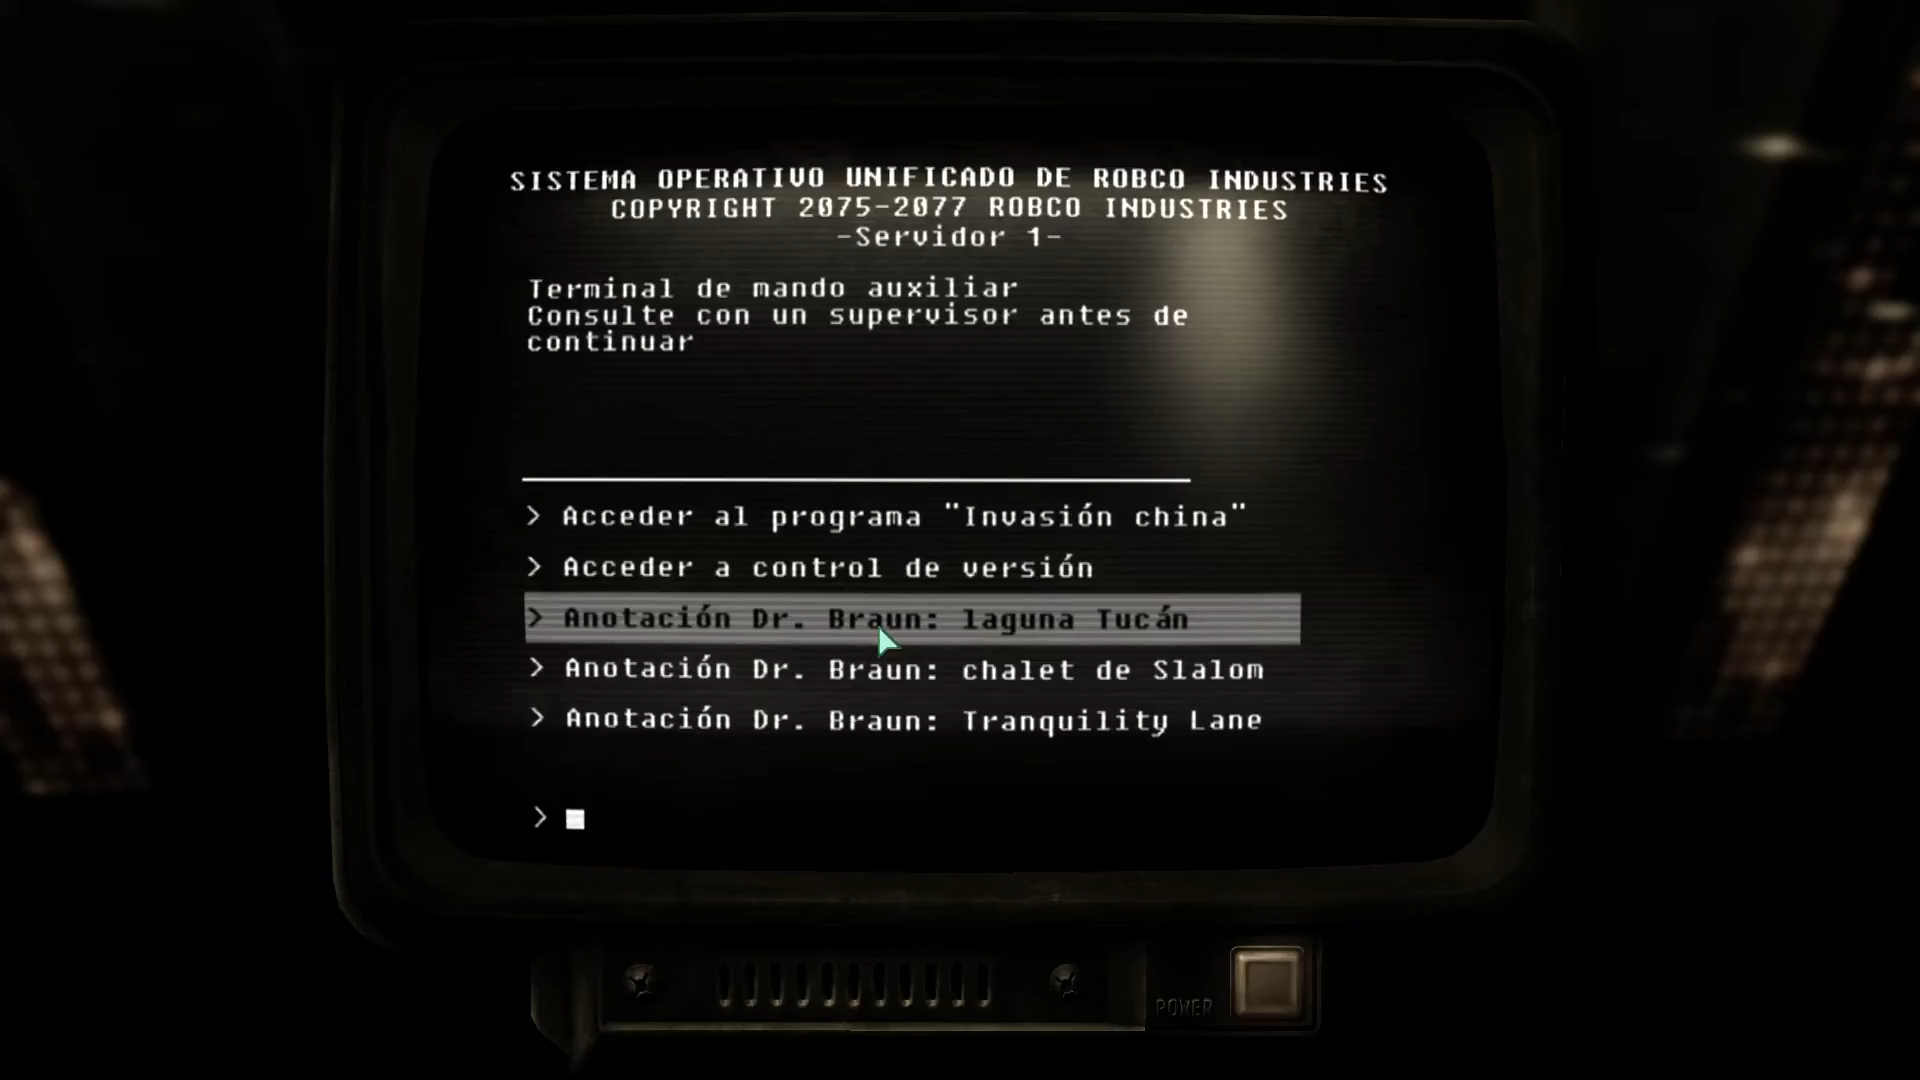 SISTEMA OPERATIVO UNIFICADO DE ROBCO INDUSTRIES
COPYRIGHT 2075-2077 ROBCO INDUSTRIES
-Servidor 1-
Terminal de mando auxiliar
Consulte con un supervisor antes de
continuar
> Acceder al programa "Invasión china"
> Acceder a control de versión
> Anotación Dr. Braun: laguna Tucán
> Anotación Dr. Braun: chalet de Slalom
> Anotación Dr. Braun: Tranquility Lane
>
POWER